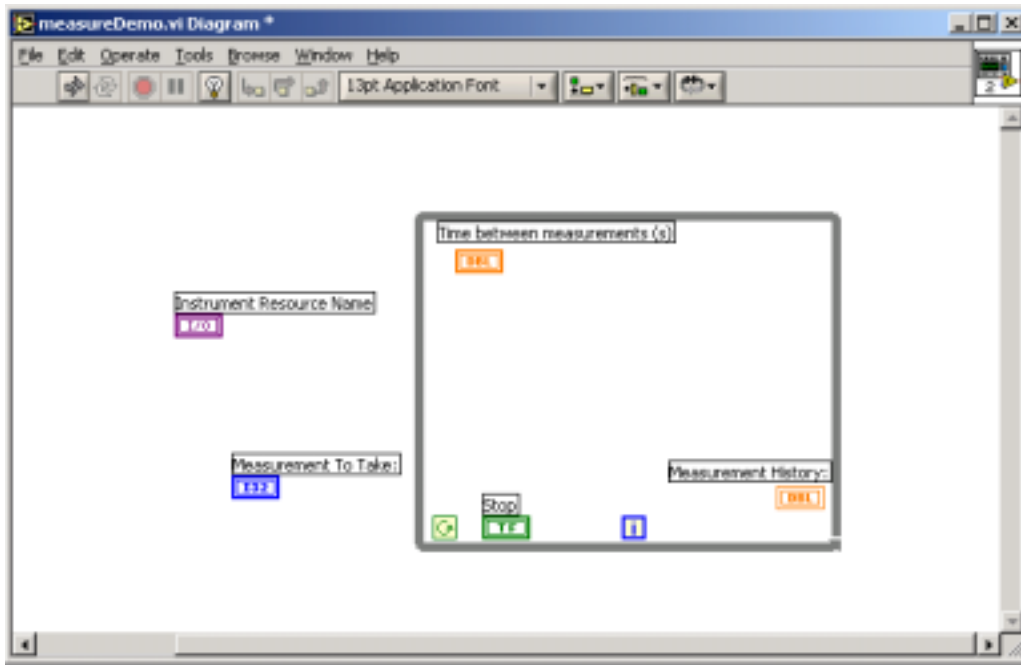 measureDemo.vi Diagram *
File Edit Operate Tools Browse Window Help
13pt Application Font
2
Time between measurements (s)
DBL
Instrument Resource Name
I/O
Measurement To Take:
I32
Measurement History:
DBL
Stop
TF
i